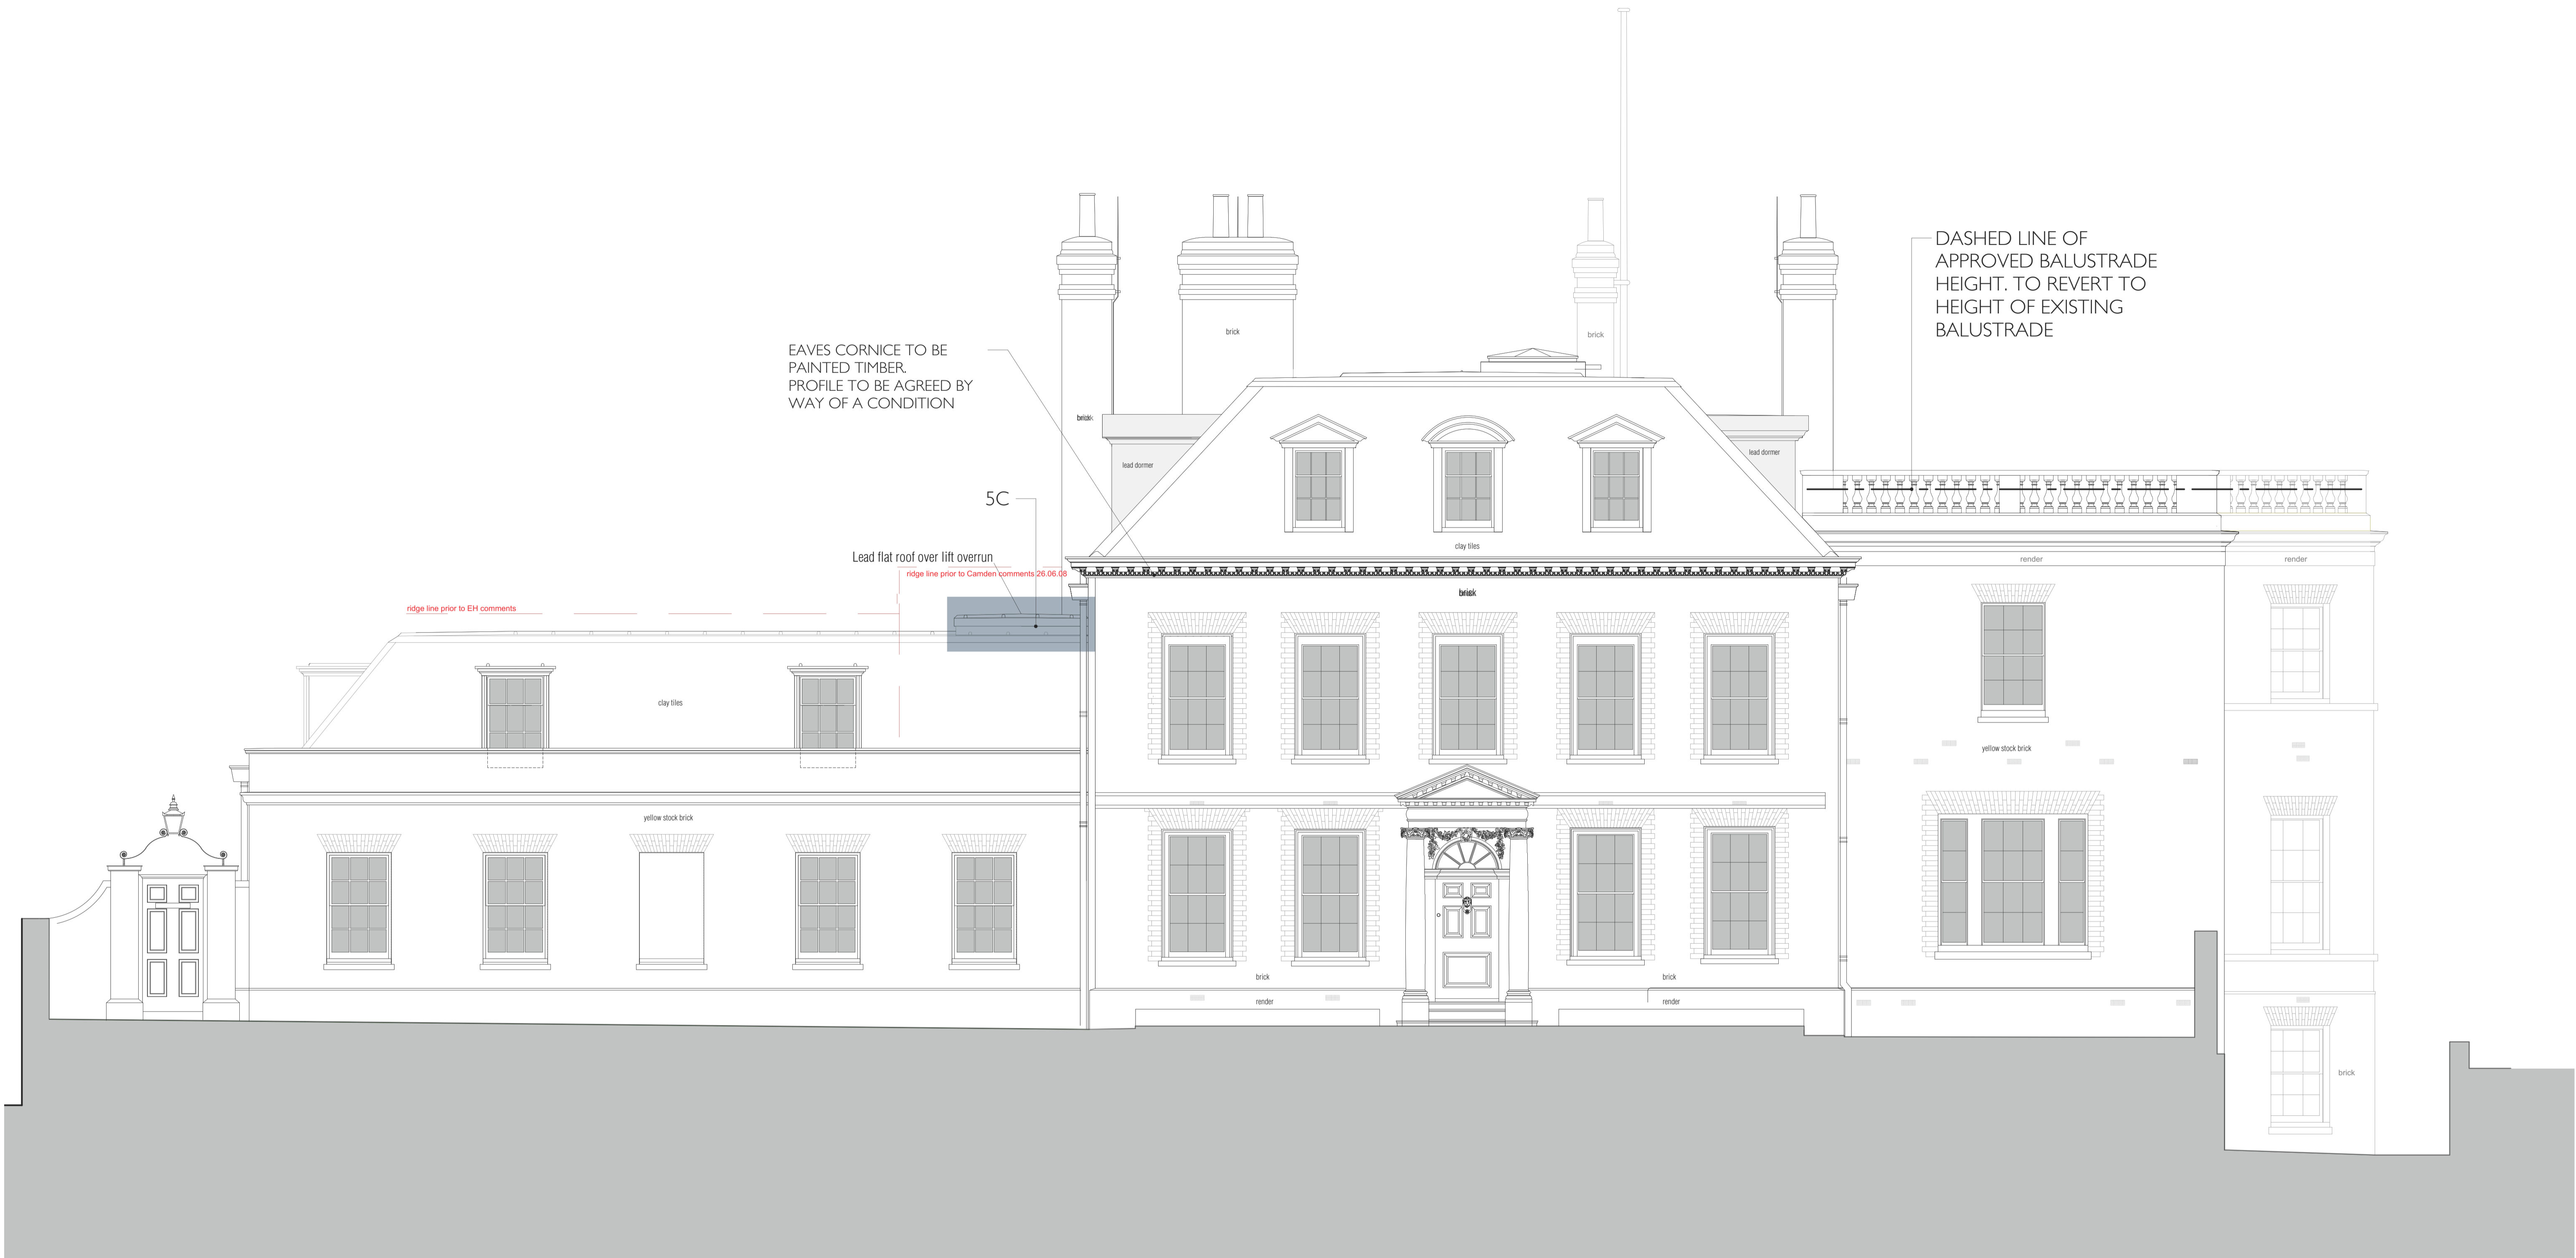 DASHED LINE OF
APPROVED BALUSTRADE
HEIGHT. TO REVERT TO
HEIGHT OF EXISTING
BALUSTRADE
brick
brick
EAVES CORNICE TO BE
PAINTED TIMBER.
PROFILE TO BE AGREED BY
WAY OF A CONDITION
brick
lead dormer
lead dormer
5C
clay tiles
Lead flat roof over lift overrun
ridge line prior to Camden comments 26.06.08
render
render
brick
ridge line prior to EH comments
clay tiles
yellow stock brick
yellow stock brick
brick
brick
render
render
brick